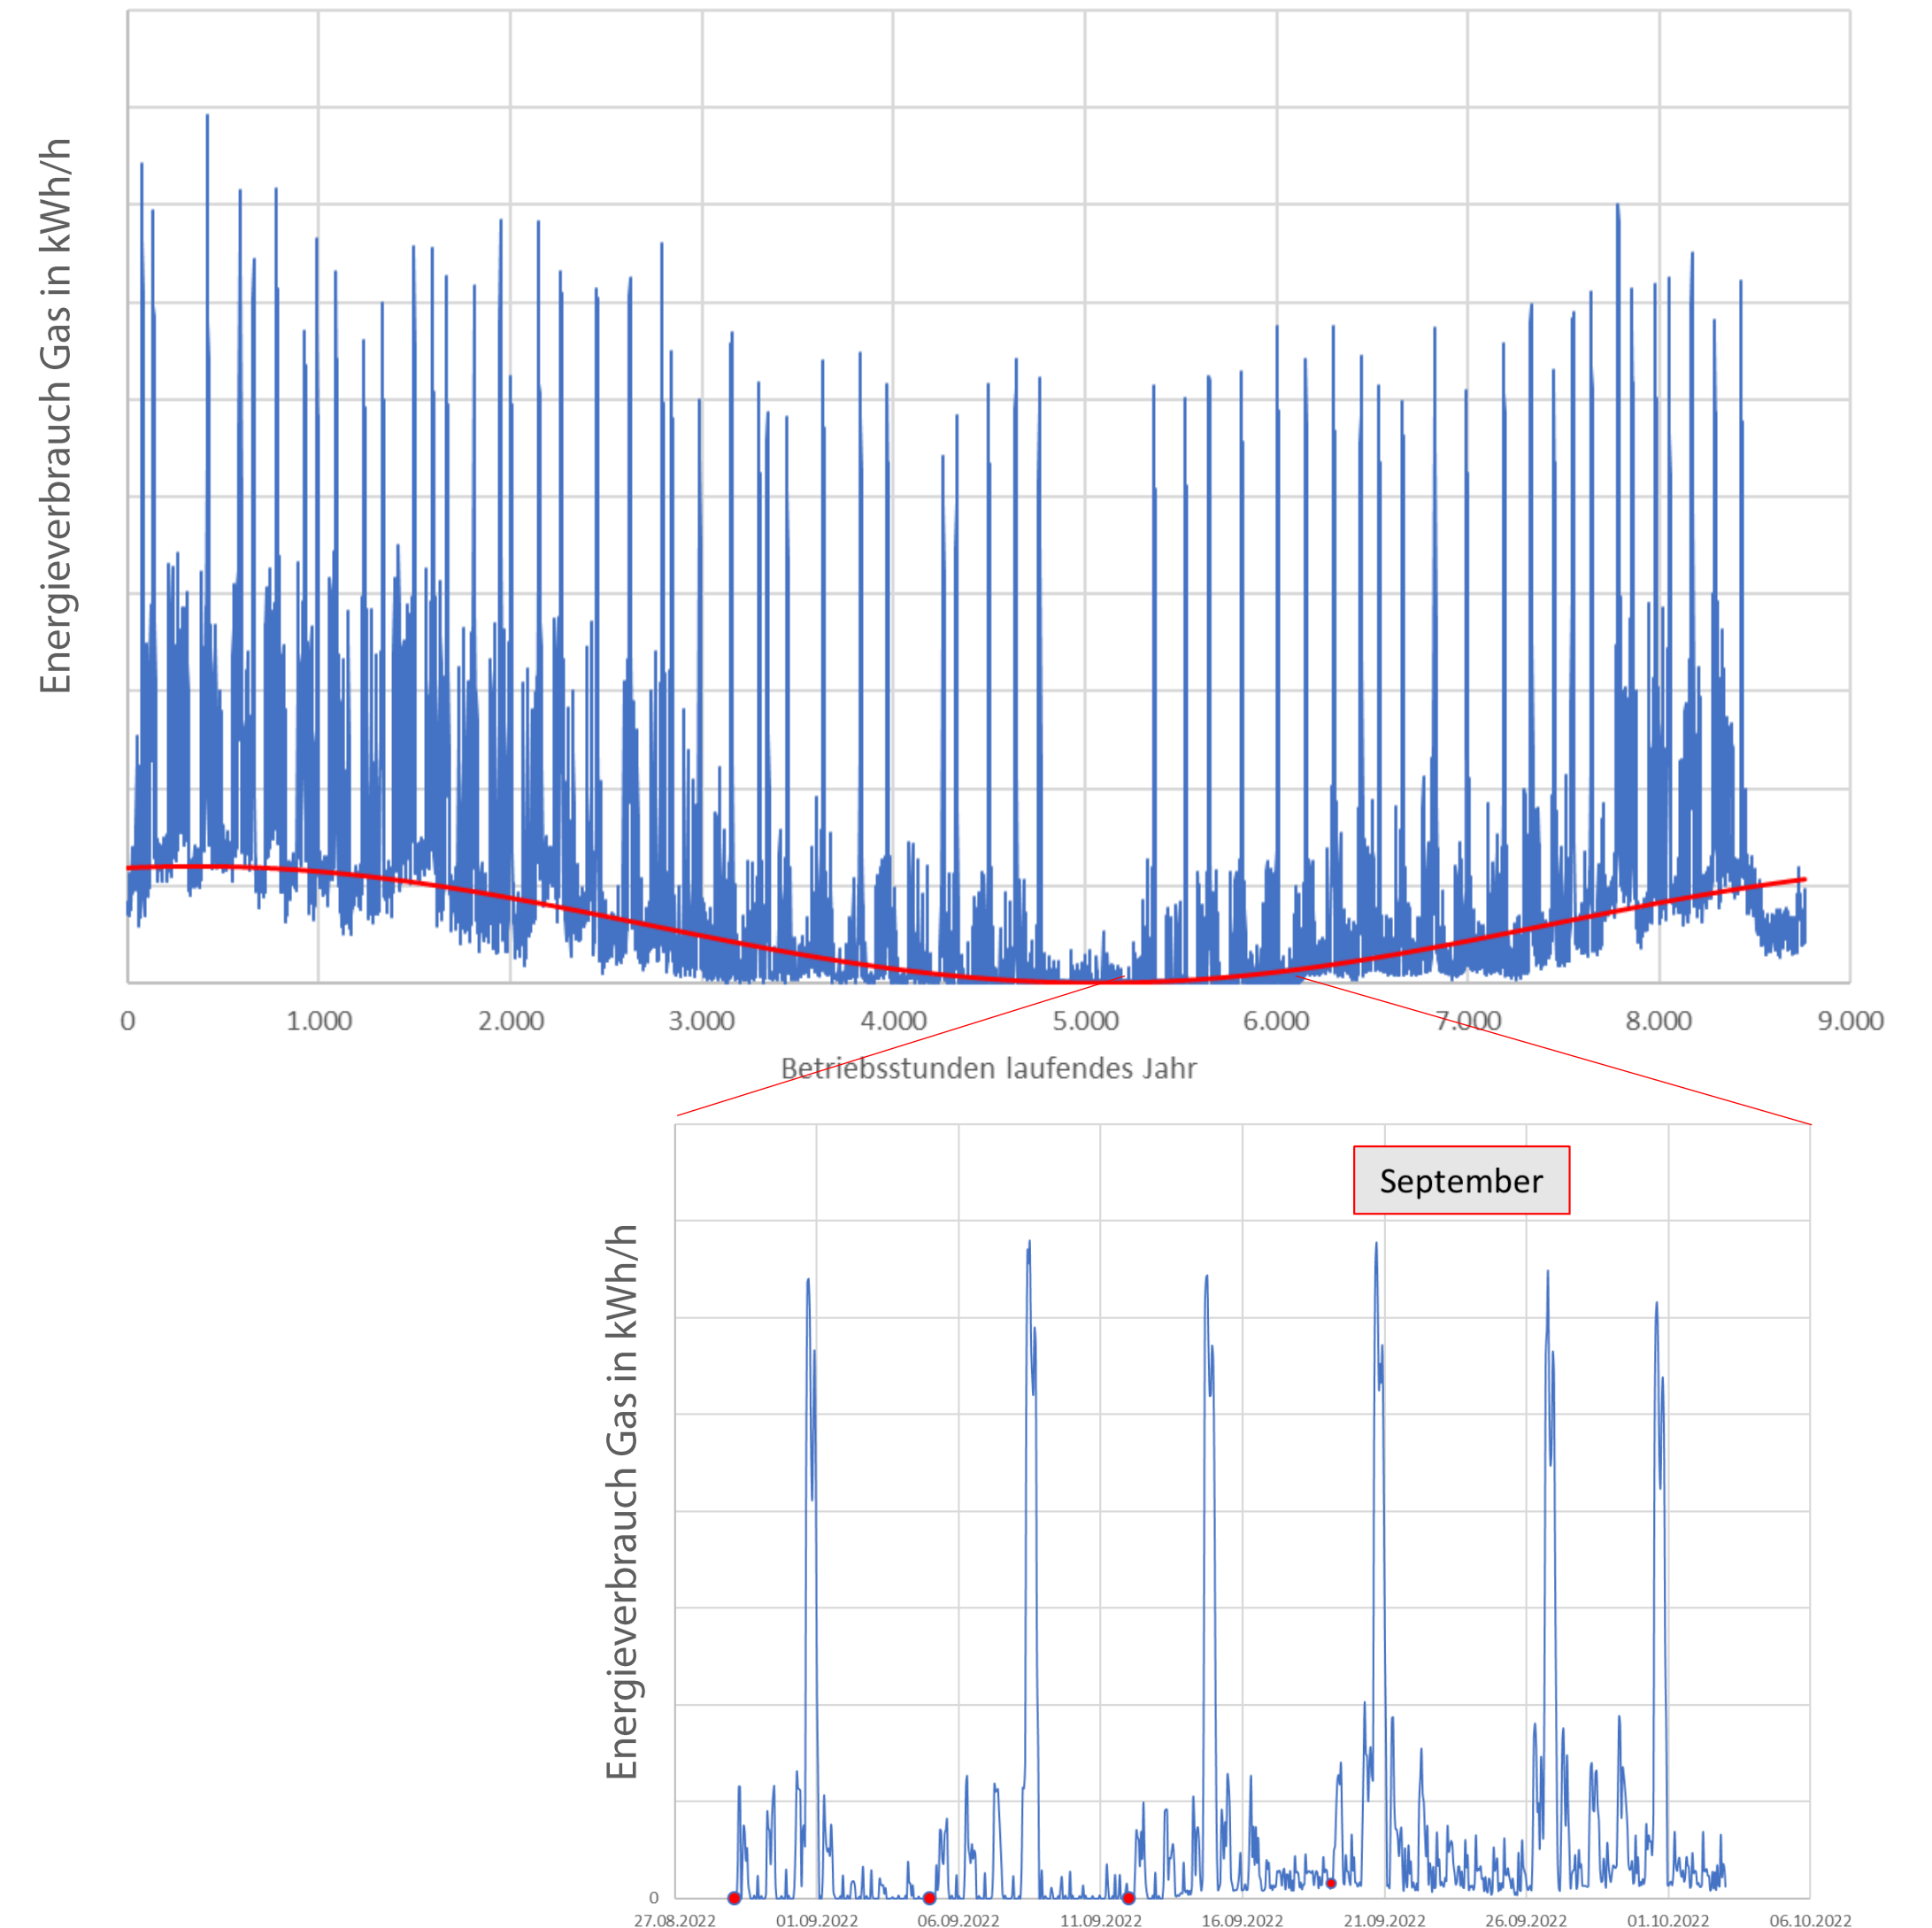 Energieverbrauch Gas in kWh/h
0 1.000 2.000 3.000 4.000 5.000 6.000 7.000 8.000 9.000
Betriebsstunden laufendes Jahr
September
Energieverbrauch Gas in kWh/h
0
27.08.2022 01.09.2022 06.09.2022 11.09.2022 16.09.2022 21.09.2022 26.09.2022 01.10.2022 06.10.2022